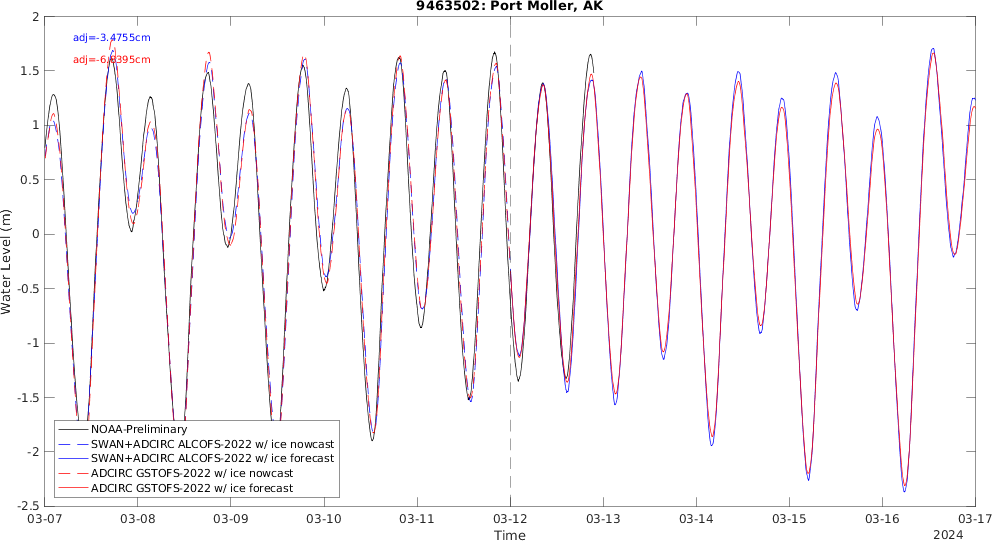 9463502: Port Moller, AK
adj=-3.4755cm
2
1.5
1
0.5
0
-0.5
-1
-1.5
-2
-2.5
Water Level (m)
NOAA-Preliminary
SWAN+ADCIRC ALCOFS-2022 w/ ice nowcast
SWAN+ADCIRC ALCOFS-2022 w/ ice forecast
ADCIRC GSTOFS-2022 w/ ice nowcast
ADCIRC GSTOFS-2022 w/ ice forecast
03-07 03-08 03-09 03-10 03-11 03-12 03-13 03-14 03-15 03-16 03-17
Time
2024